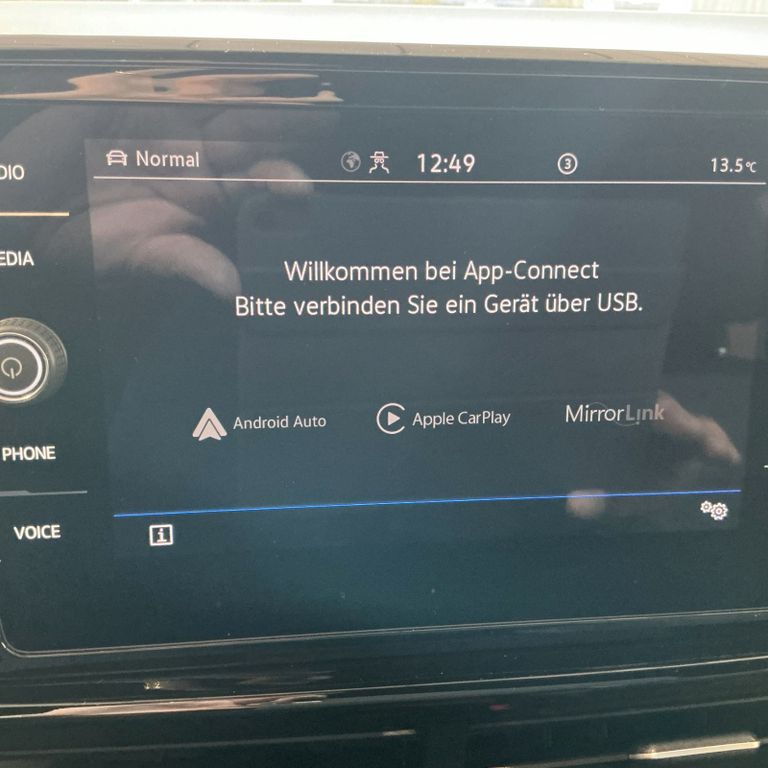 Normal
12:49
3
13.5°C
DIO
EDIA
PHONE
VOICE
Willkommen bei App-Connect
Bitte verbinden Sie ein Gerät über USB.
Android Auto
Apple CarPlay
MirrorLink
i